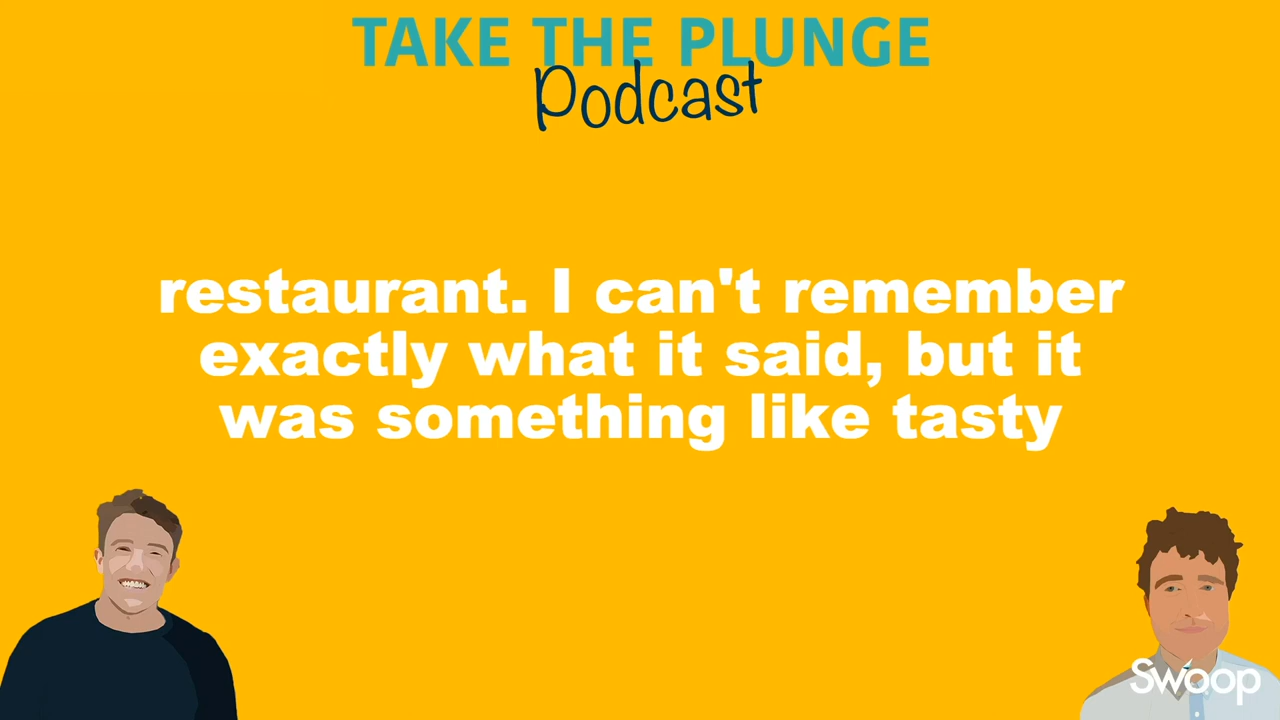 TAKE THE PLUNGE
Podcast
restaurant. I can't remember
exactly what it said, but it
was something like tasty
Swoop